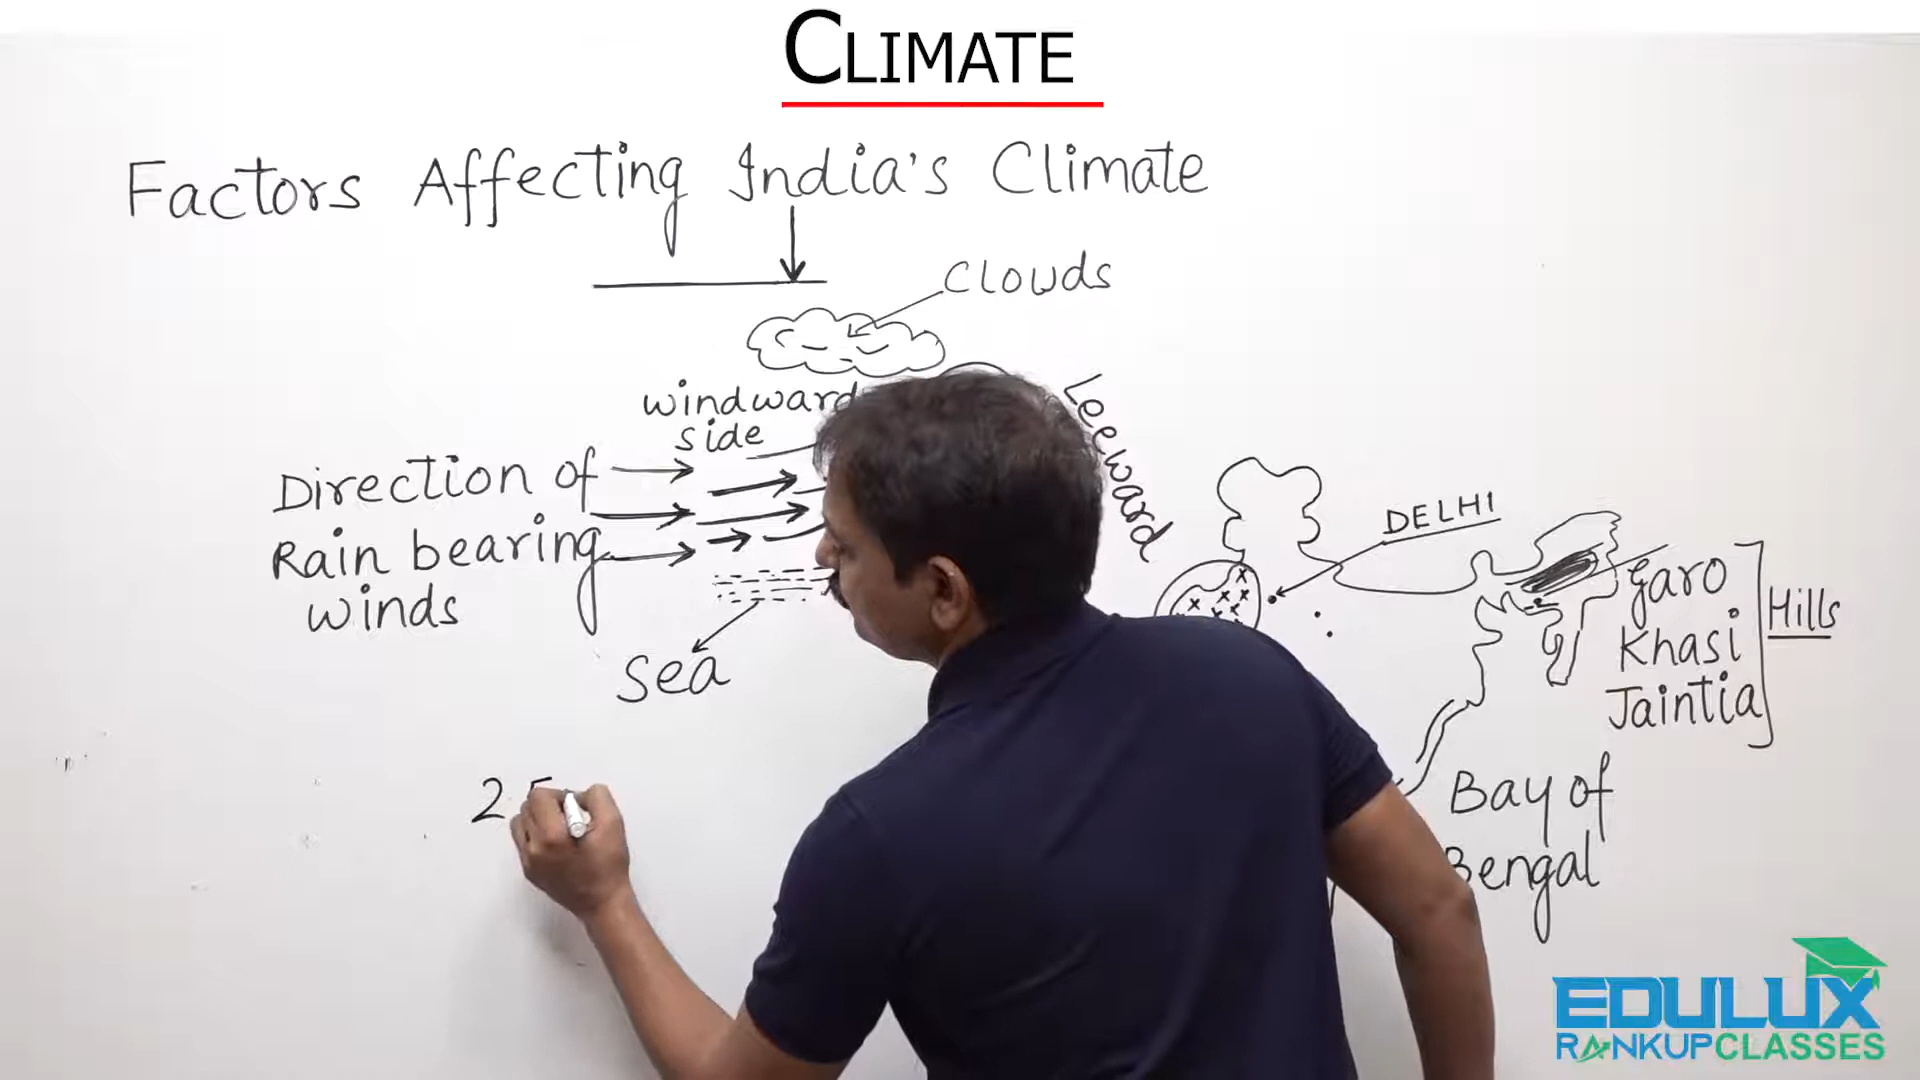 CLIMATE
Factors Affecting India's Climate
Clouds
windward
side
Leeward
Direction of
Rain bearing
winds
Sea
DELHI
Garo
Khasi
Jaintia
Hills
Bay of
Bengal
2
EDULUX
RANKUPCLASSES